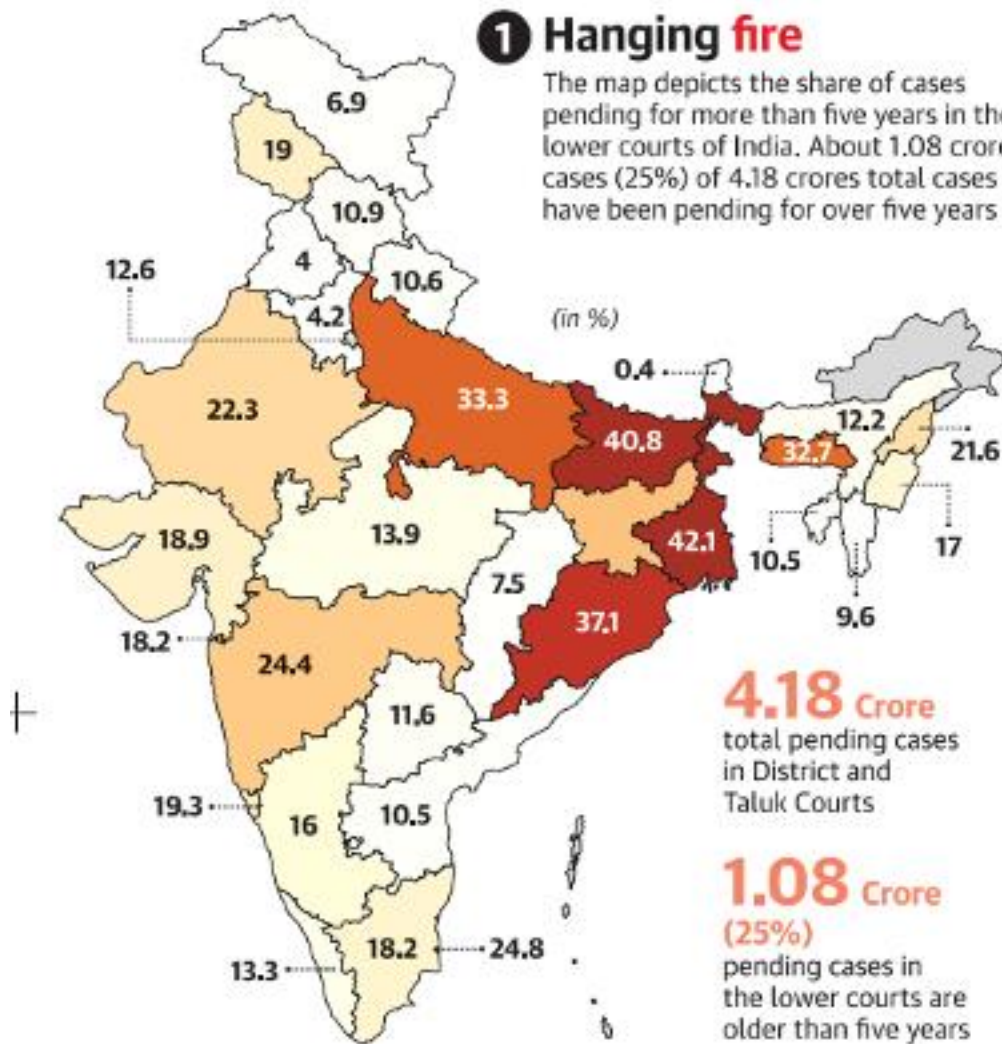 1 Hanging fire
The map depicts the share of cases
pending for more than five years in the
lower courts of India. About 1.08 crore
cases (25%) of 4.18 crores total cases
have been pending for over five years
6.9
19
10.9
4
10.6
12.6
4.2
(in %)
0.4
22.3
33.3
40.8
12.2
32.7
21.6
18.9
13.9
42.1
10.5
17
7.5
9.6
18.2
24.4
37.1
11.6
4.18 Crore
total pending cases
in District and
Taluk Courts
19.3
16
10.5
1.08 Crore
(25%)
pending cases in
the lower courts are
older than five years
18.2
24.8
13.3